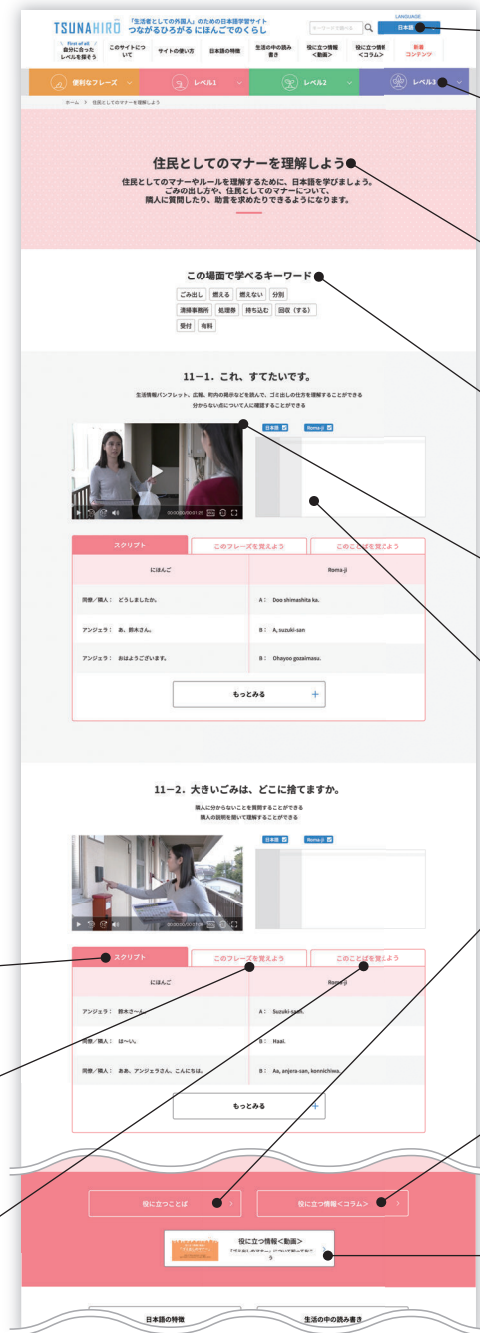 LANGUAGE
TSUNAHIRO
「生活者としての外国人」のための日本語学習サイト
つながるひろがる にほんごでのくらし
日本語
First of all
自分に合った
レベルを探そう
このサイトにつ
いて
サイトの使い方
日本語の特徴
生活の中の読み
書き
役に立つ情報
<動画>
役に立つ情報
<コラム>
新着
コンテンツ
便利なフレーズ
レベル1
レベル2
レベル3
ホーム > 住民としてのマナーを理解しよう
住民としてのマナーを理解しよう
住民としてのマナーやルールを理解するために、日本語を学びましょう。
ごみの出し方や、住民としてのマナーについて、
隣人に質問したり、助言を求めたりできるようになります。
この場面で学べるキーワード
ごみ出し 燃える 燃えない 分別
清掃事務所 処理券 持ち込む 回収(する)
受付 有料
11−1. これ、すてたいです。
生活情報パンフレット、広報、町内の掲示などを読んで、ゴミ出しの仕方を理解することができる
分からない点について人に確認することができる
日本語 Roma-ji
スクリプト このフレーズを覚えよう このことばを覚えよう
にほんご Roma-ji
同僚/隣人: どうしましたか。 A: Doo shimashita ka.
アンジェラ: あ、鈴木さん。 B: A, suzuki-san
アンジェラ: おはようございます。 B: Ohayoo gozaimasu.
もっとみる +
11−2. 大きいごみは、どこに捨てますか。
隣人に分からないことを質問することができる
隣人の説明を聞いて理解することができる
日本語 Roma-ji
スクリプト このフレーズを覚えよう このことばを覚えよう
にほんご Roma-ji
アンジェラ: 鈴木さ〜ん。 A: Suzuki-saan.
同僚/隣人: は〜い。 B: Haai.
同僚/隣人: ああ、アンジェラさん、こんにちは。 B: Aa, anjera-san, konnichiwa.
もっとみる +
役に立つことば
役に立つ情報<コラム>
役に立つ情報<動画>
日本語の特徴
生活の中の読み書き